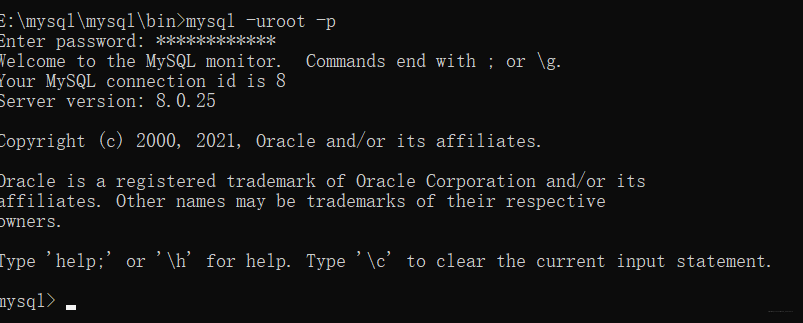 E:\mysql\mysql\bin>mysql -uroot -p
Enter password: ************
Welcome to the MySQL monitor.  Commands end with ; or \g.
Your MySQL connection id is 8
Server version: 8.0.25
Copyright (c) 2000, 2021, Oracle and/or its affiliates.
Oracle is a registered trademark of Oracle Corporation and/or its
affiliates. Other names may be trademarks of their respective
owners.
Type 'help;' or '\h' for help. Type '\c' to clear the current input statement.
mysql>